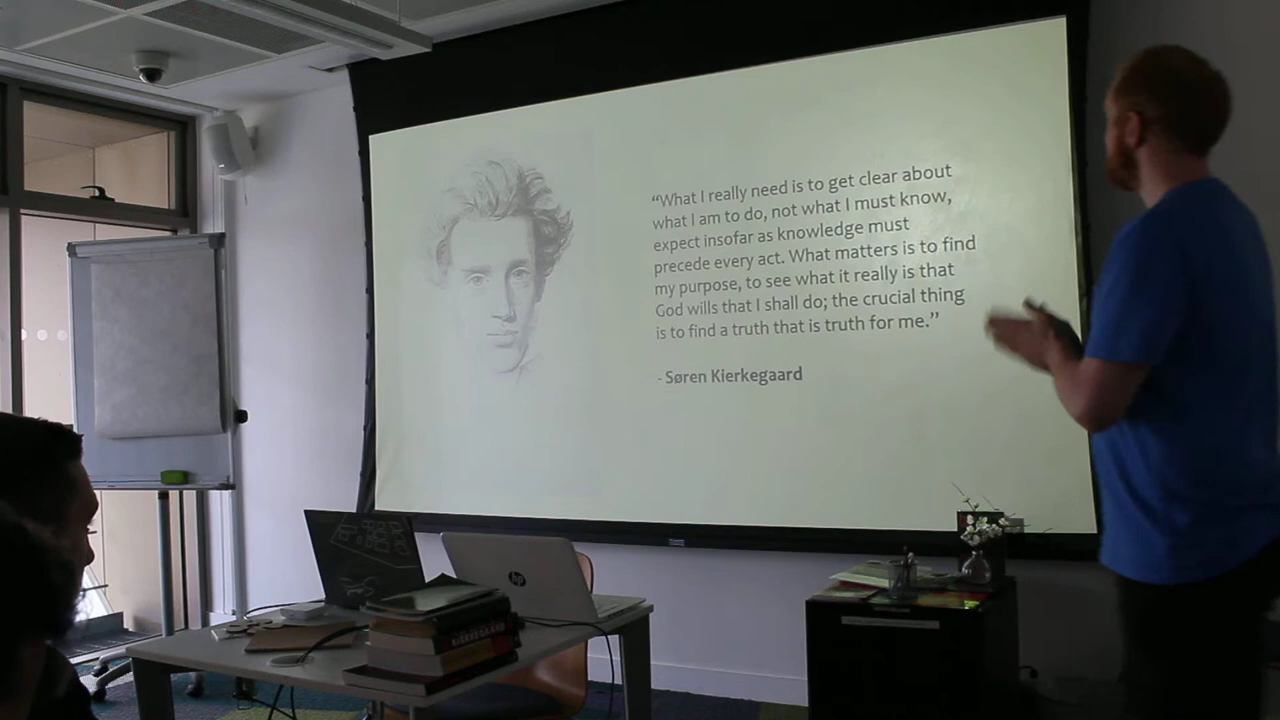 “What I really need is to get clear about
what I am to do, not what I must know,
expect insofar as knowledge must
precede every act. What matters is to find
my purpose, to see what it really is that
God wills that I shall do; the crucial thing
is to find a truth that is truth for me.”
- Søren Kierkegaard
hp
KIERKEGAARD